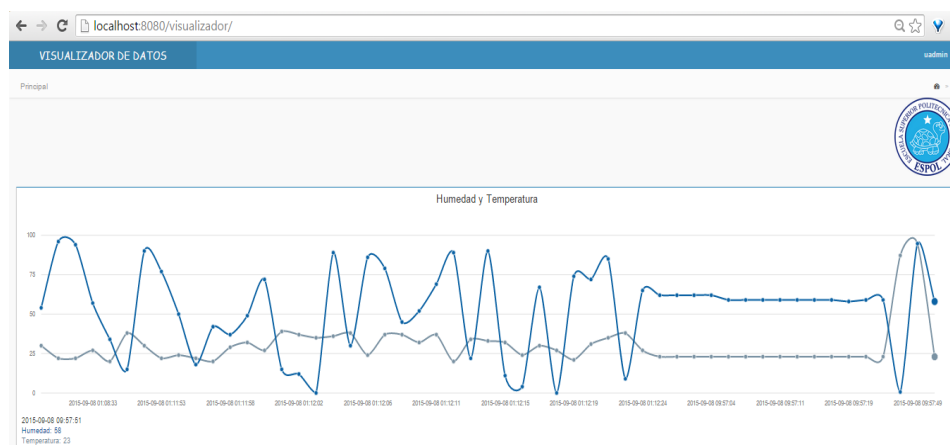 localhost:8080/visualizador/
VISUALIZADOR DE DATOS
uadmin
Principal
ESCUELA SUPERIOR POLITECNICA
ESPOL
Humedad y Temperatura
100
75
50
25
0
2015-09-08 01:08:33
2015-09-08 01:11:53
2015-09-08 01:11:58
2015-09-08 01:12:02
2015-09-08 01:12:06
2015-09-08 01:12:11
2015-09-08 01:12:15
2015-09-08 01:12:19
2015-09-08 01:12:24
2015-09-08 09:57:04
2015-09-08 09:57:11
2015-09-08 09:57:19
2015-09-08 09:57:49
2015-09-08 09:57:51
Humedad: 58
Temperatura: 23